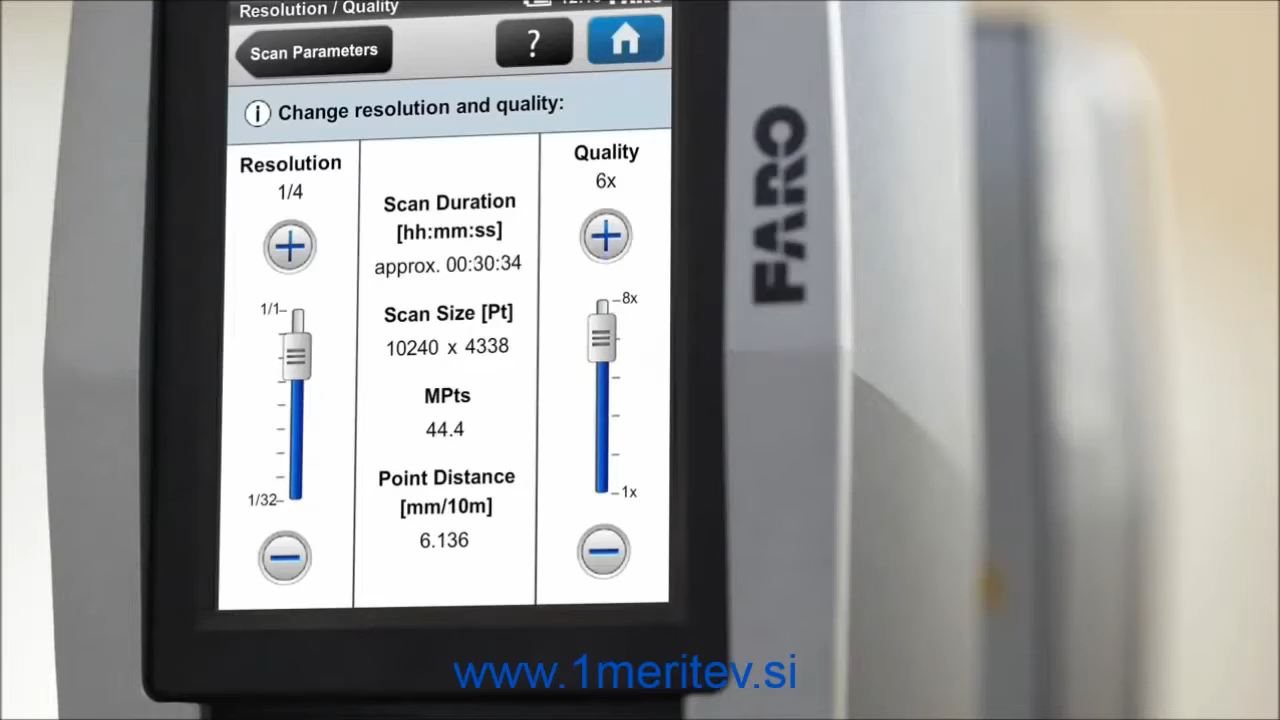 Resolution / Quality
FARO
Scan Parameters
?
i Change resolution and quality:
Resolution
1/4
1/1
1/32
Scan Duration
[hh:mm:ss]
approx. 00:30:34
Scan Size [Pt]
10240 x 4338
MPts
44.4
Point Distance
[mm/10m]
6.136
Quality
6x
8x
1x
FARO
www.1meritev.si